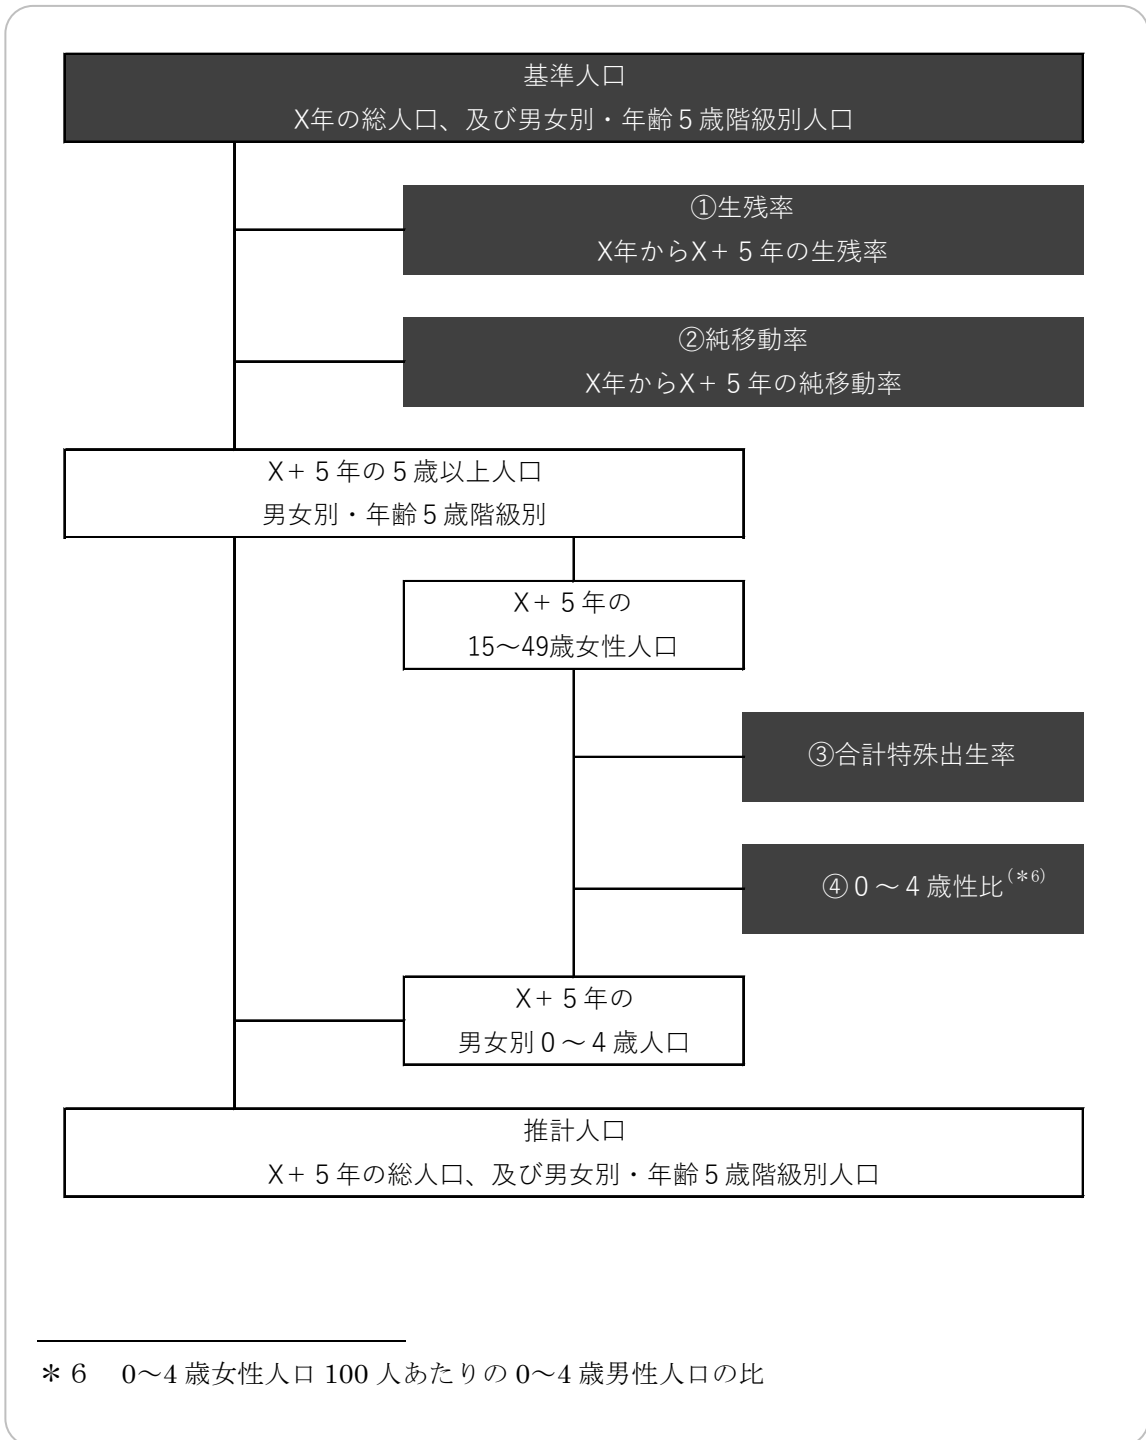 基準人口
X年の総人口、及び男女別・年齢５歳階級別人口
①生残率
X年からX＋５年の生残率
②純移動率
X年からX＋５年の純移動率
X＋５年の５歳以上人口
男女別・年齢５歳階級別
X＋５年の
15～49歳女性人口
③合計特殊出生率
④０～４歳性比(＊6)
X＋５年の
男女別０～４歳人口
推計人口
X＋５年の総人口、及び男女別・年齢５歳階級別人口
＊６　0～4 歳女性人口 100 人あたりの 0～4 歳男性人口の比